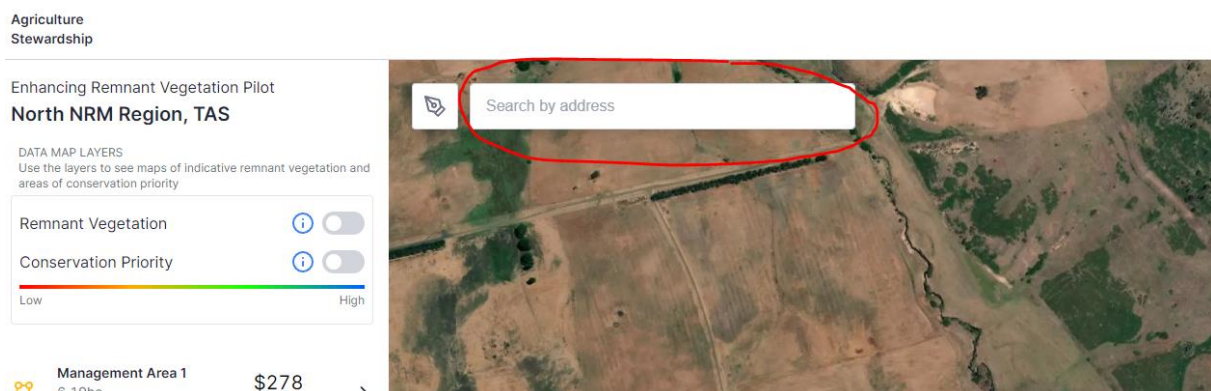 Agriculture
Stewardship
Enhancing Remnant Vegetation Pilot
North NRM Region, TAS
DATA MAP LAYERS
Use the layers to see maps of indicative remnant vegetation and
areas of conservation priority
Remnant Vegetation
Conservation Priority
Low High
Management Area 1
$278
Search by address